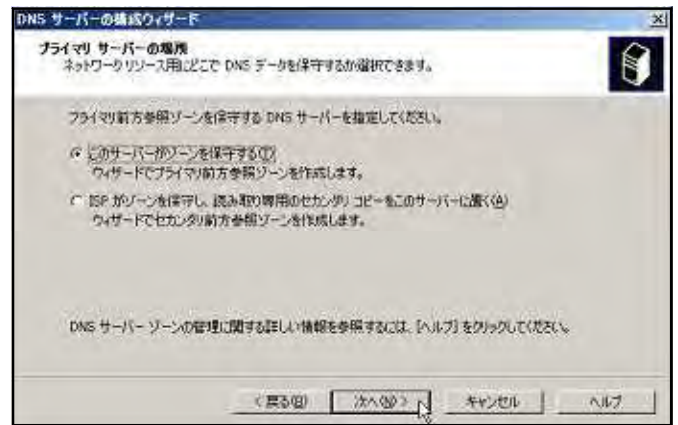 DNS サーバーの構成ウィザード
プライマリ サーバーの場所
ネットワーク リソース用にどこで DNS データを保守するか選択できます。
プライマリ前方参照ゾーンを保守する DNS サーバーを指定してください。
このサーバーがゾーンを保守する(T)
ウィザードでプライマリ前方参照ゾーンを作成します。
ISP がゾーンを保守し、読み取り専用のセカンダリ コピーをこのサーバーに置く(A)
ウィザードでセカンダリ前方参照ゾーンを作成します。
DNS サーバー ゾーンの管理に関する詳しい情報を参照するには、[ヘルプ] をクリックしてください。
< 戻る(B) 次へ(N) > キャンセル ヘルプ